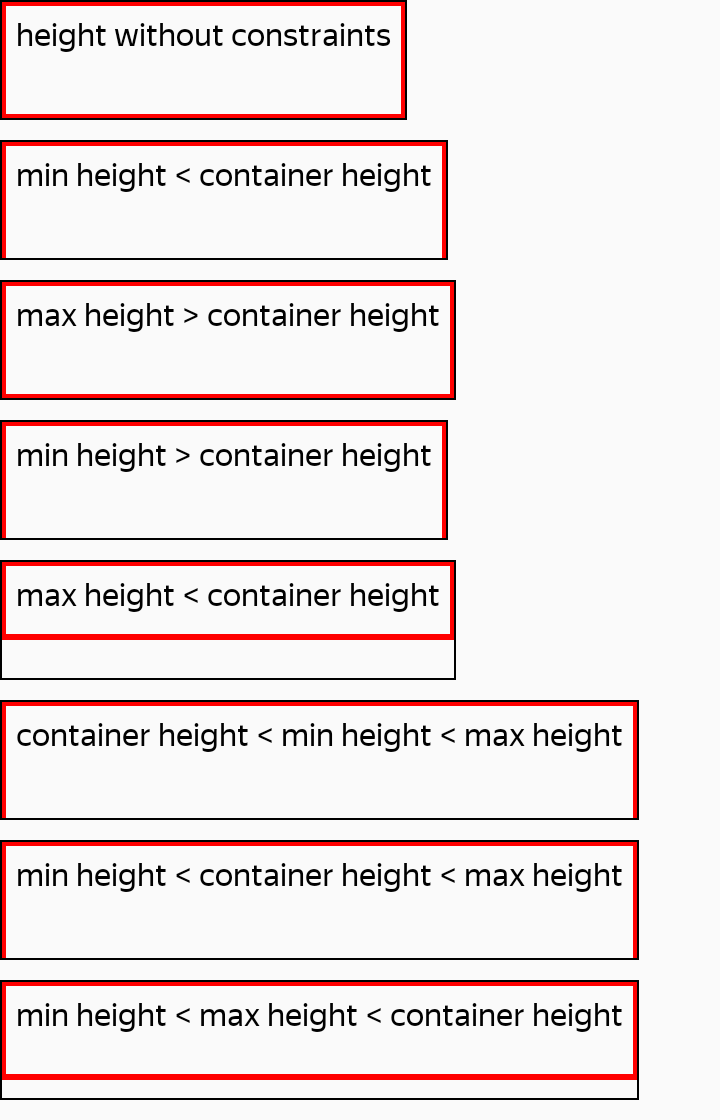 height without constraints
min height < container height
max height > container height
min height > container height
max height < container height
container height < min height < max height
min height < container height < max height
min height < max height < container height